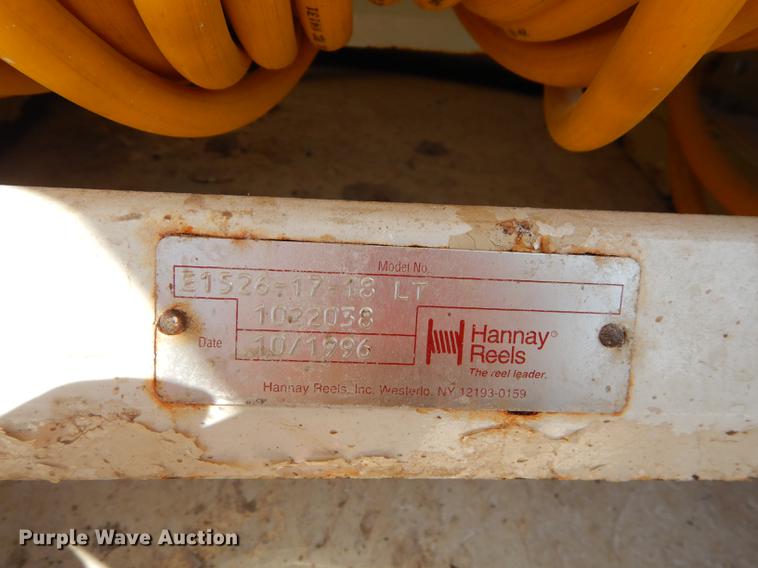 Model No.
E1526-17-18 LT
1022038
Date 10/1996
Hannay®
Reels
The reel leader.
Hannay Reels, Inc. Westerlo, NY 12193-0159
Purple Wave Auction